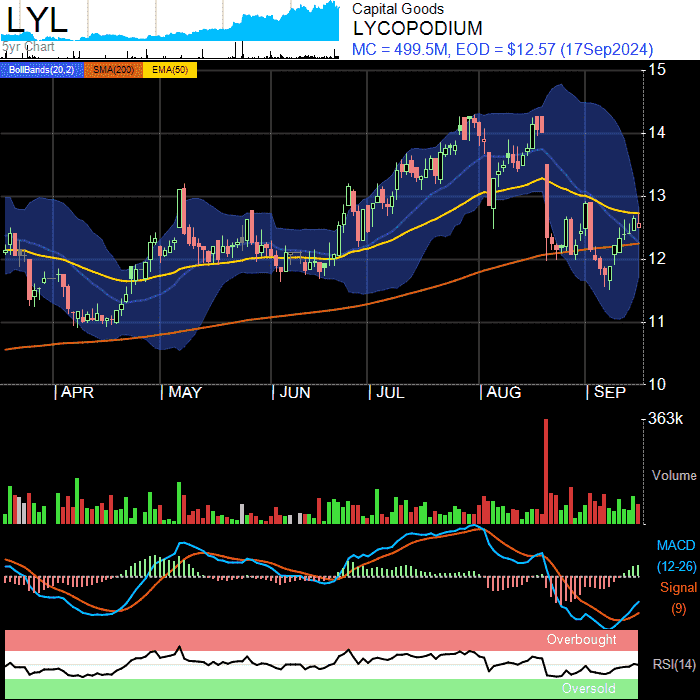 LYL
5yr Chart
Capital Goods
LYCOPODIUM
MC = 499.5M, EOD = $12.57 (17Sep2024)
BollBands(20,2) SMA(200) EMA(50)
15
14
13
12
11
10
APR MAY JUN JUL AUG SEP
363k
Volume
MACD
(12-26)
Signal
(9)
Overbought
RSI(14)
Oversold